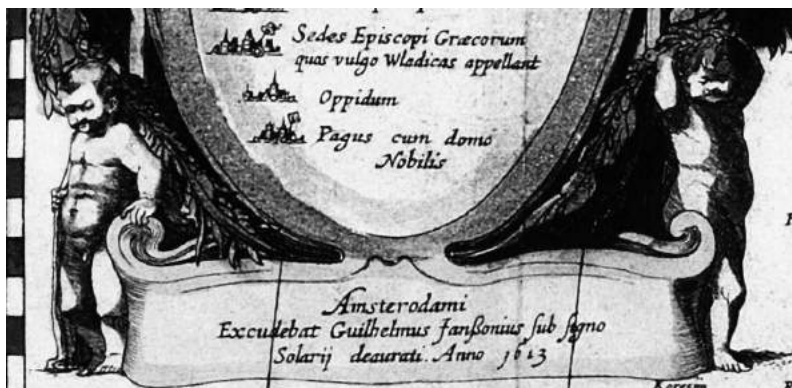 Sedes Episcopi Græcorum
quas vulgo Wladicas appellant
Oppidum
Pagus cum domo
Nobilis
Amsterodami
Excudebat Guilhelmus Janßonius sub signo
Solarij deaurati. Anno 1613